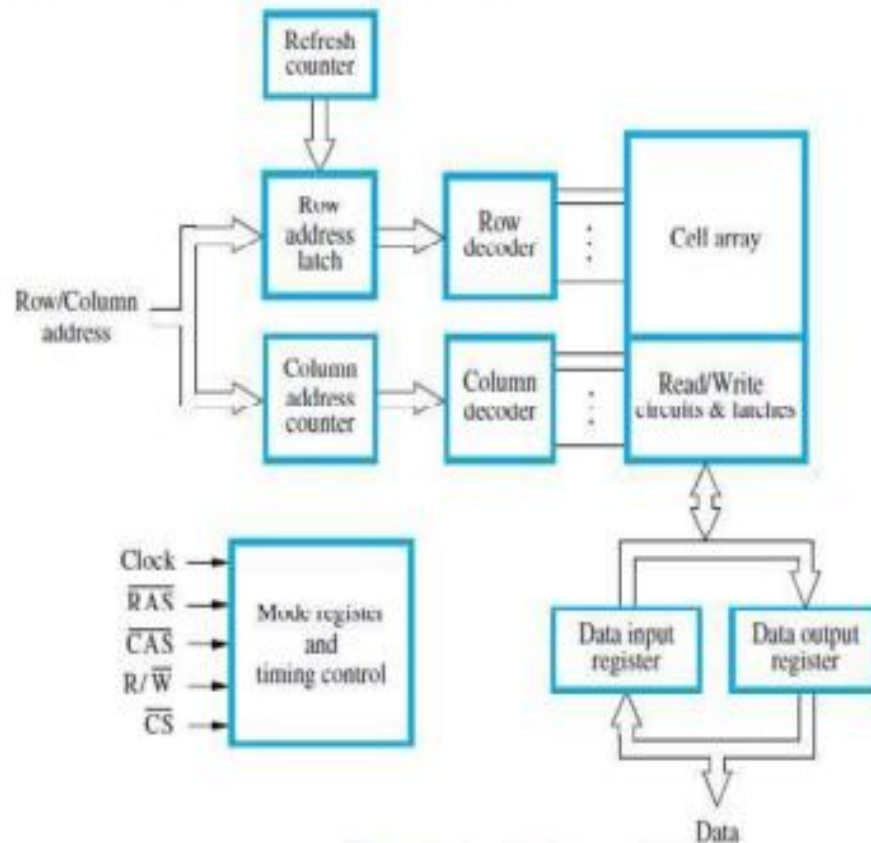 Refresh
counter
Row
address
latch
Row
decoder
Cell array
Row/Column
address
Column
address
counter
Column
decoder
Read/Write
circuits & latches
Clock
RAS
CAS
R/W
CS
Mode register
and
timing control
Data input
register
Data output
register
Data